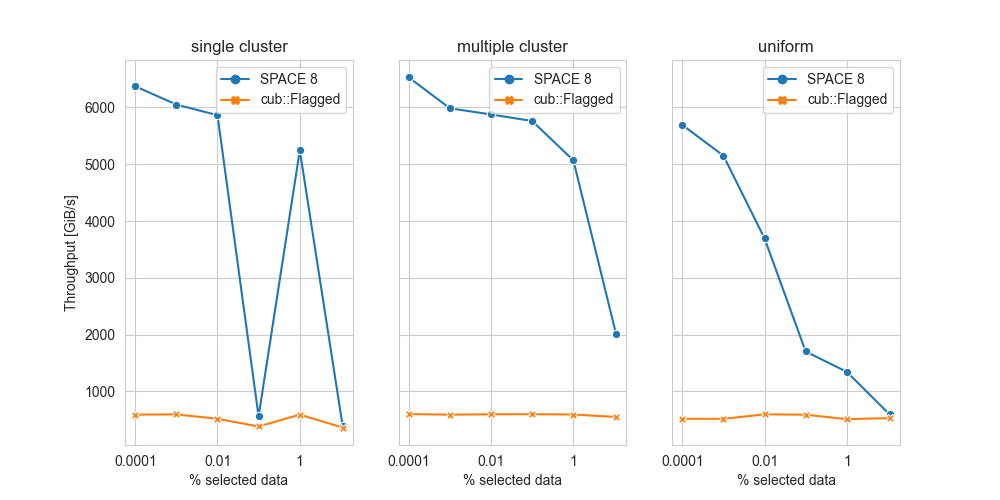 single cluster
SPACE 8
cub::Flagged
Throughput [GiB/s]
6000
5000
4000
3000
2000
1000
0.0001
0.01
1
% selected data
multiple cluster
SPACE 8
cub::Flagged
0.0001
0.01
1
% selected data
uniform
SPACE 8
cub::Flagged
0.0001
0.01
1
% selected data